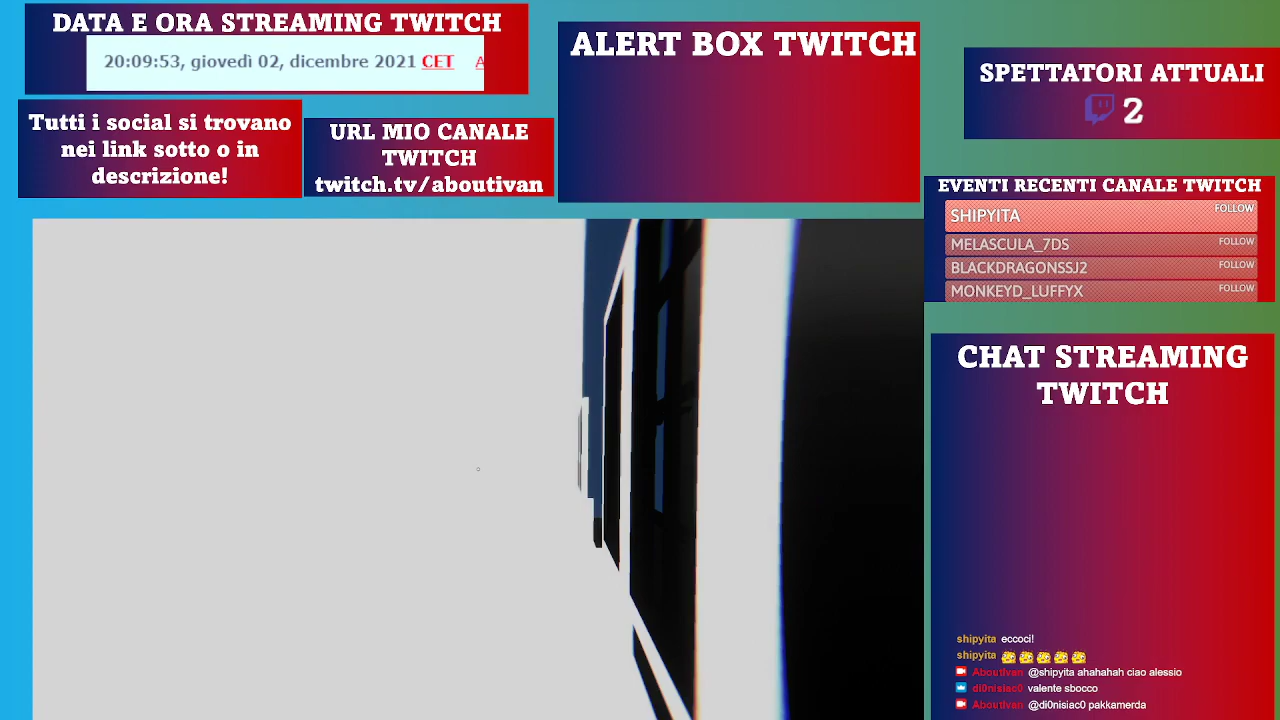 DATA E ORA STREAMING TWITCH
20:09:53, giovedì 02, dicembre 2021 CET A
Tutti i social si trovano
nei link sotto o in
descrizione!
URL MIO CANALE
TWITCH
twitch.tv/aboutivan
ALERT BOX TWITCH
SPETTATORI ATTUALI
2
EVENTI RECENTI CANALE TWITCH
SHIPYITA FOLLOW
MELASCULA_7DS FOLLOW
BLACKDRAGONSSJ2 FOLLOW
MONKEYD_LUFFYX FOLLOW
CHAT STREAMING
TWITCH
shipyita eccoci!
shipyita
AboutIvan @shipyita ahahahah ciao alessio
di0nisiac0 valente sbocco
AboutIvan @di0nisiac0 pakkamerda